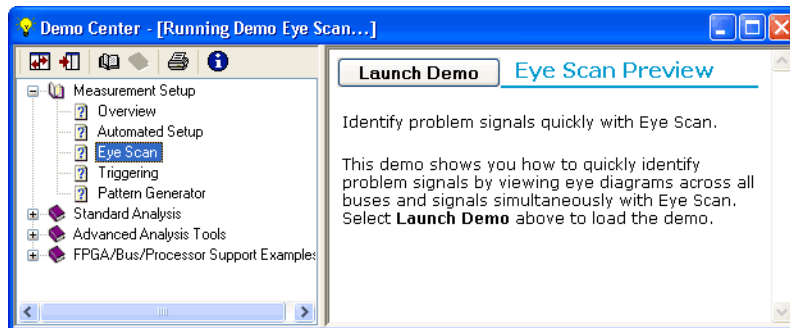 Demo Center - [Running Demo Eye Scan...]
Measurement Setup
Overview
Automated Setup
Eye Scan
Triggering
Pattern Generator
Standard Analysis
Advanced Analysis Tools
FPGA/Bus/Processor Support Examples
Launch Demo
Eye Scan Preview
Identify problem signals quickly with Eye Scan.
This demo shows you how to quickly identify
problem signals by viewing eye diagrams across all
buses and signals simultaneously with Eye Scan.
Select Launch Demo above to load the demo.